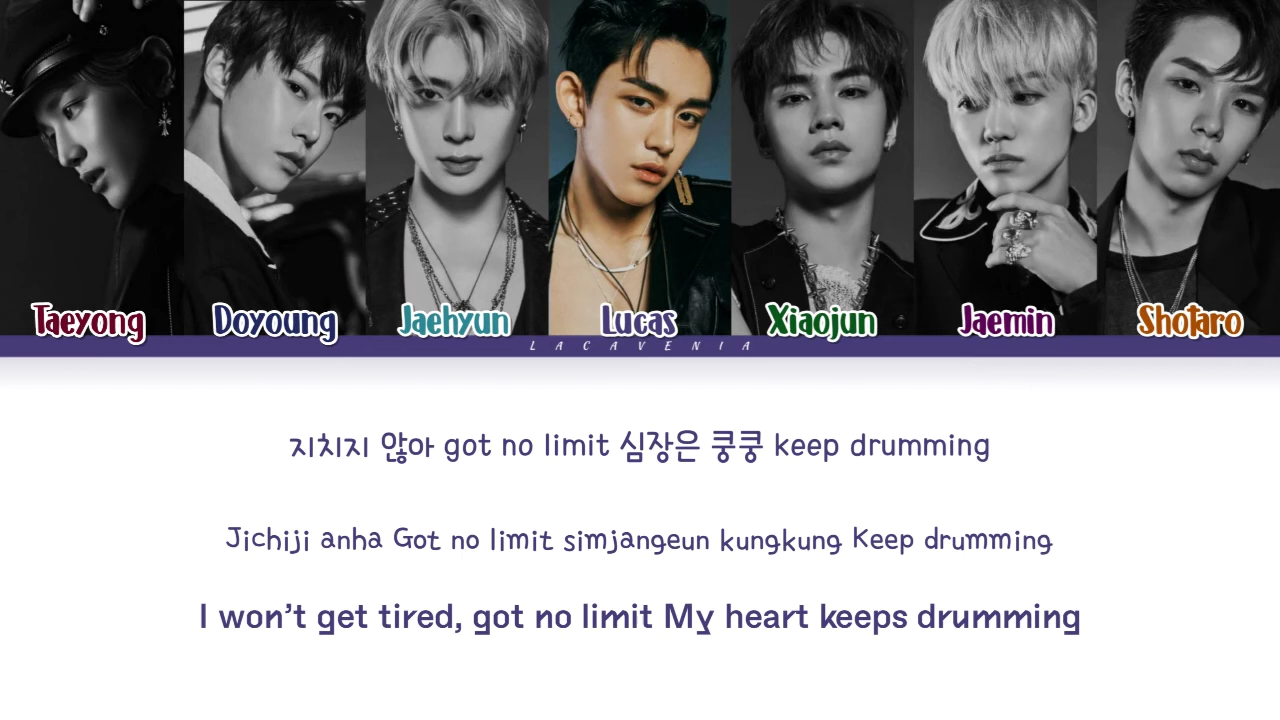 Taeyong Doyoung Jaehyun Lucas Xiaojun Jaemin Shotaro
LACAVENIA
지치지 않아 got no limit 심장은 쿵쿵 keep drumming
Jichiji anha Got no limit simjangeun kungkung Keep drumming
I won’t get tired, got no limit My heart keeps drumming